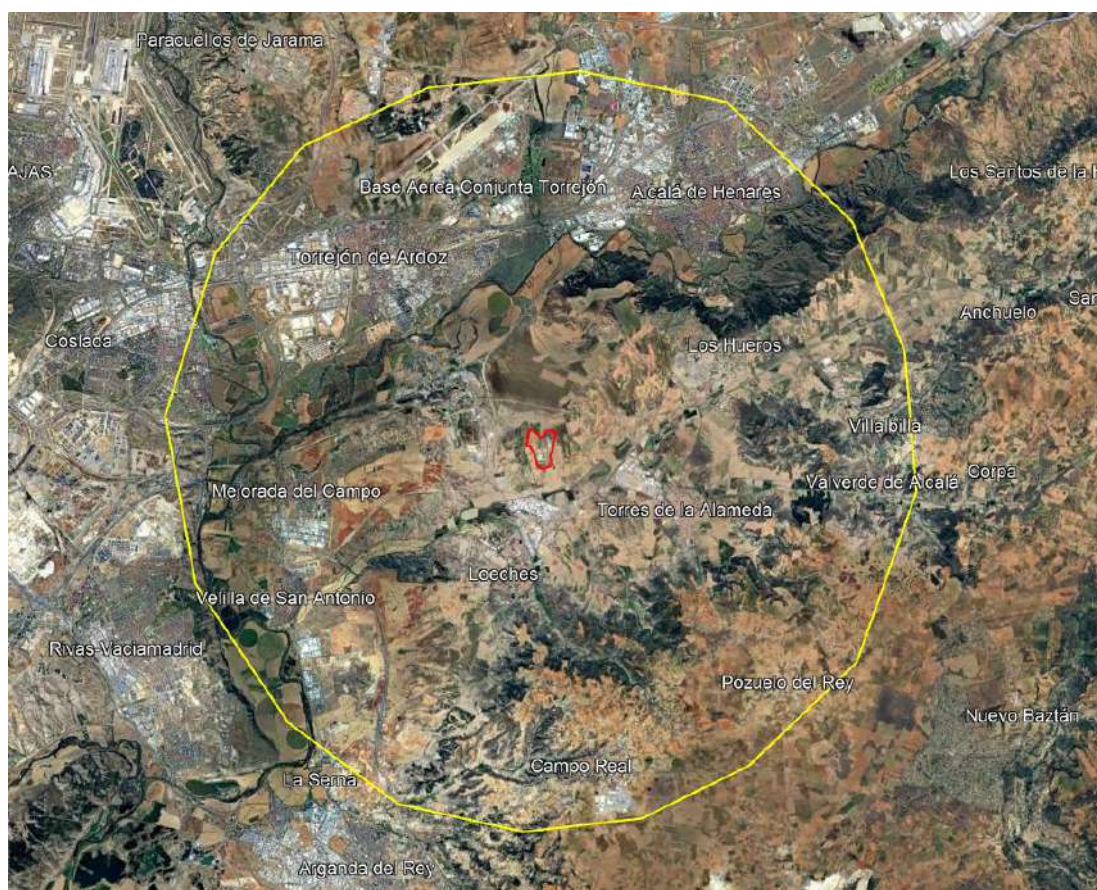 Paracuellos de Jarama
AJAS
Base Aerea Conjunta Torrejón
Alcalá de Henares
Los Santos de la H
Torrejón de Ardoz
Anchuelo
San
Coslada
Los Hueros
Villalbilla
Mejorada del Campo
Valverde de Alcalá
Corpa
Torres de la Alameda
Loeches
Velilla de San Antonio
Rivas-Vaciamadrid
Pozuelo del Rey
Nuevo Baztán
Campo Real
La Serna
Arganda del Rey